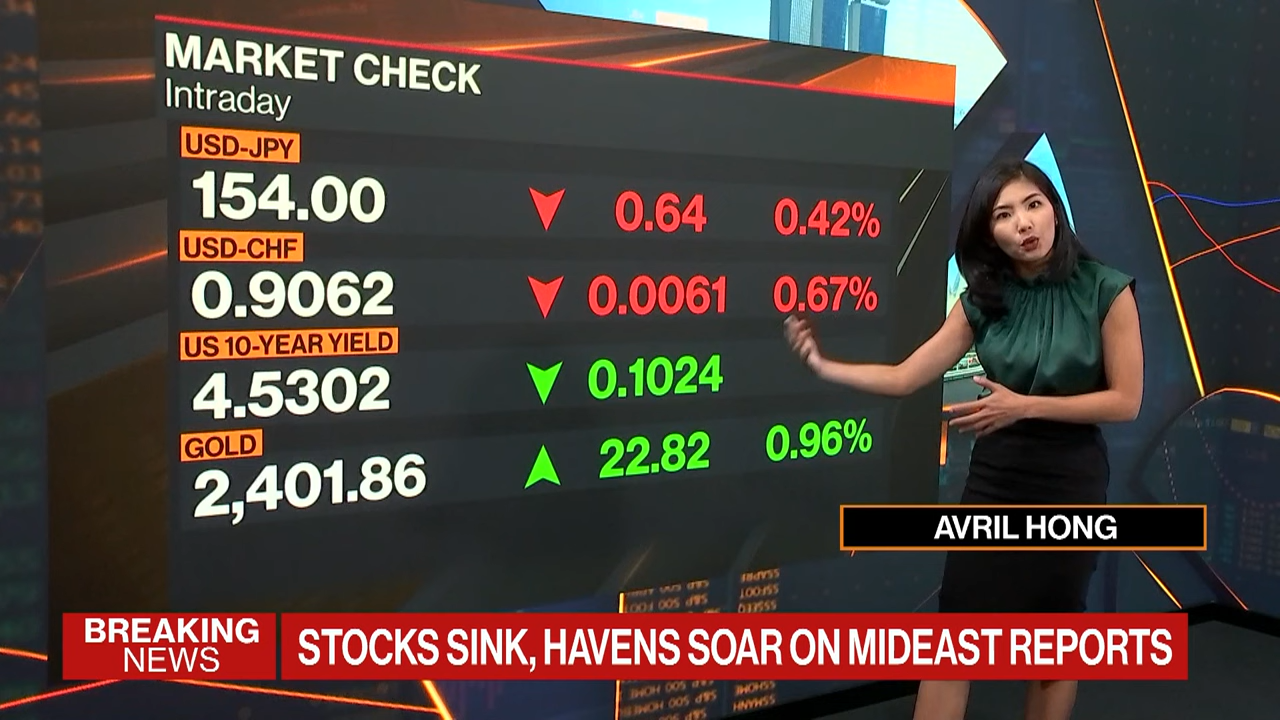 MARKET CHECK
Intraday
USD-JPY
154.00 0.64 0.42%
USD-CHF
0.9062 0.0061 0.67%
US 10-YEAR YIELD
4.5302 0.1024
GOLD
2,401.86 22.82 0.96%
AVRIL HONG
BREAKING
NEWS
STOCKS SINK, HAVENS SOAR ON MIDEAST REPORTS